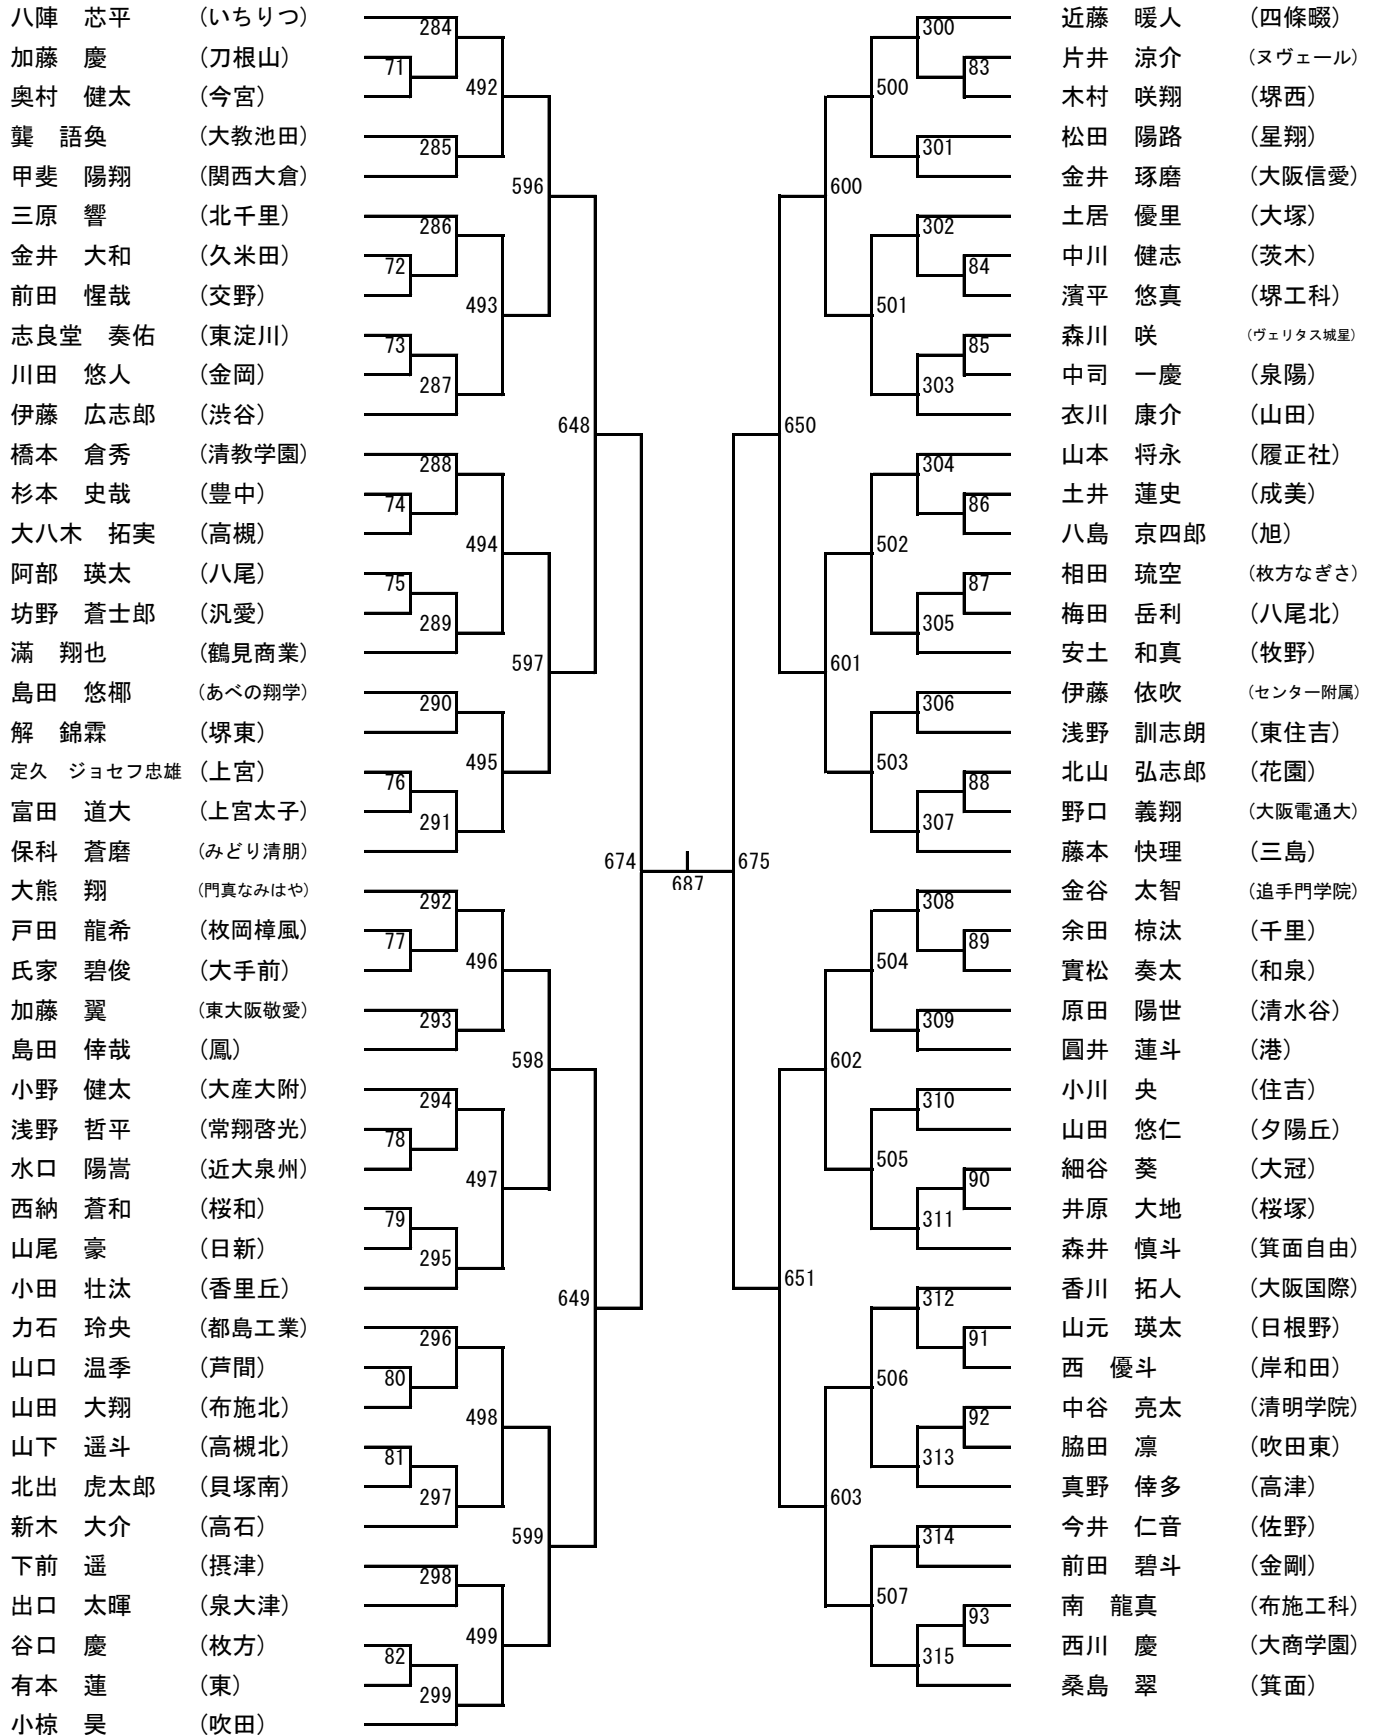 八陣 芯平 (いちりつ)
加藤 慶 (刀根山)
奥村 健太 (今宮)
龔 語奐 (大教池田)
甲斐 陽翔 (関西大倉)
三原 響 (北千里)
金井 大和 (久米田)
前田 惺哉 (交野)
志良堂 奏佑 (東淀川)
川田 悠人 (金岡)
伊藤 広志郎 (渋谷)
橋本 倉秀 (清教学園)
杉本 史哉 (豊中)
大八木 拓実 (高槻)
阿部 瑛太 (八尾)
坊野 蒼士郎 (汎愛)
滿 翔也 (鶴見商業)
島田 悠椰 (あべの翔学)
解 錦霖 (堺東)
定久 ジョセフ忠雄 (上宮)
富田 道大 (上宮太子)
保科 蒼磨 (みどり清朋)
大熊 翔 (門真なみはや)
戸田 龍希 (枚岡樟風)
氏家 碧俊 (大手前)
加藤 翼 (東大阪敬愛)
島田 倖哉 (鳳)
小野 健太 (大産大附)
浅野 哲平 (常翔啓光)
水口 陽嵩 (近大泉州)
西納 蒼和 (桜和)
山尾 豪 (日新)
小田 壮汰 (香里丘)
力石 玲央 (都島工業)
山口 温季 (芦間)
山田 大翔 (布施北)
山下 遥斗 (高槻北)
北出 虎太郎 (貝塚南)
新木 大介 (高石)
下前 遥 (摂津)
出口 太暉 (泉大津)
谷口 慶 (枚方)
有本 蓮 (東)
小椋 昊 (吹田)
71
72
73
74
75
76
77
78
79
80
81
82
284
285
286
287
288
289
290
291
292
293
294
295
296
297
298
299
492
493
494
495
496
497
498
499
596
597
598
599
648
649
674
687
675
650
651
600
601
602
603
500
501
502
503
504
505
506
507
300
301
302
303
304
305
306
307
308
309
310
311
312
313
314
315
83
84
85
86
87
88
89
90
91
92
93
近藤 暖人 (四條畷)
片井 涼介 (ヌヴェール)
木村 咲翔 (堺西)
松田 陽路 (星翔)
金井 琢磨 (大阪信愛)
土居 優里 (大塚)
中川 健志 (茨木)
濱平 悠真 (堺工科)
森川 咲 (ヴェリタス城星)
中司 一慶 (泉陽)
衣川 康介 (山田)
山本 将永 (履正社)
土井 蓮史 (成美)
八島 京四郎 (旭)
相田 琉空 (枚方なぎさ)
梅田 岳利 (八尾北)
安土 和真 (牧野)
伊藤 依吹 (センター附属)
浅野 訓志朗 (東住吉)
北山 弘志郎 (花園)
野口 義翔 (大阪電通大)
藤本 快理 (三島)
金谷 太智 (追手門学院)
余田 椋汰 (千里)
實松 奏太 (和泉)
原田 陽世 (清水谷)
圓井 蓮斗 (港)
小川 央 (住吉)
山田 悠仁 (夕陽丘)
細谷 葵 (大冠)
井原 大地 (桜塚)
森井 慎斗 (箕面自由)
香川 拓人 (大阪国際)
山元 瑛太 (日根野)
西 優斗 (岸和田)
中谷 亮太 (清明学院)
脇田 凛 (吹田東)
真野 倖多 (高津)
今井 仁音 (佐野)
前田 碧斗 (金剛)
南 龍真 (布施工科)
西川 慶 (大商学園)
桑島 翠 (箕面)